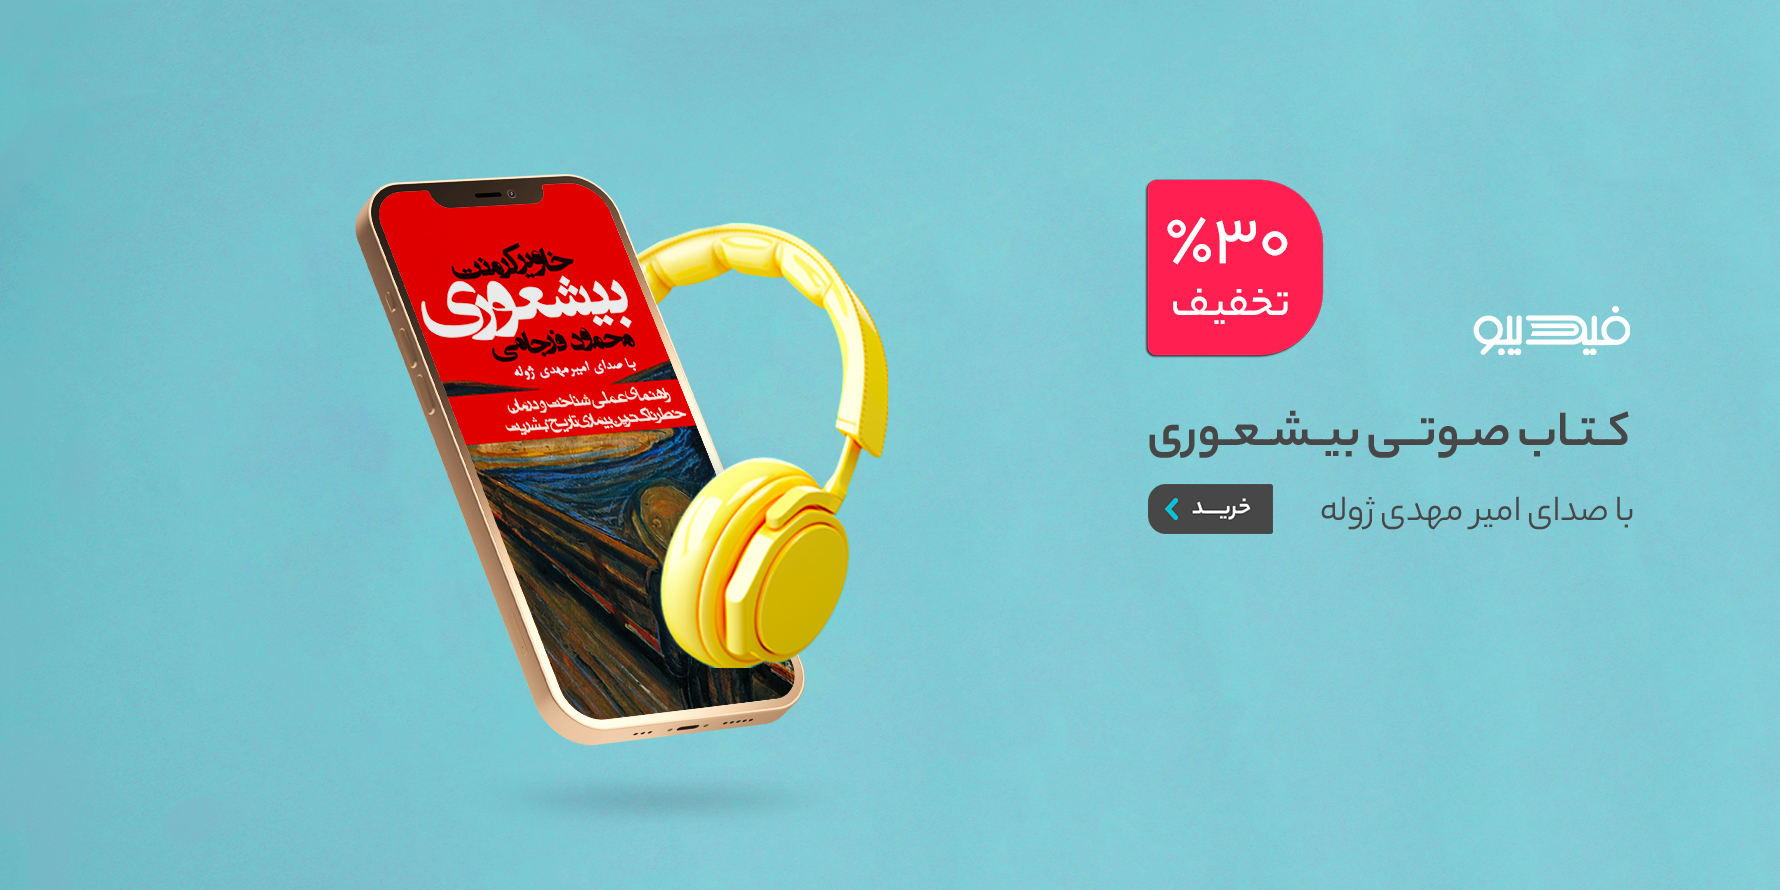 خاویر کرمنت
بیشعوری
محمود فرجامی
با صدای امیر مهدی ژوله
راهنمای عملی شناخت و درمان
خطرناک‌ترین بیماری تاریخ بشریت
%۳۰
تخفیف
فیدیبو
کتاب صوتی بیشعوری
با صدای امیر مهدی ژوله
خرید